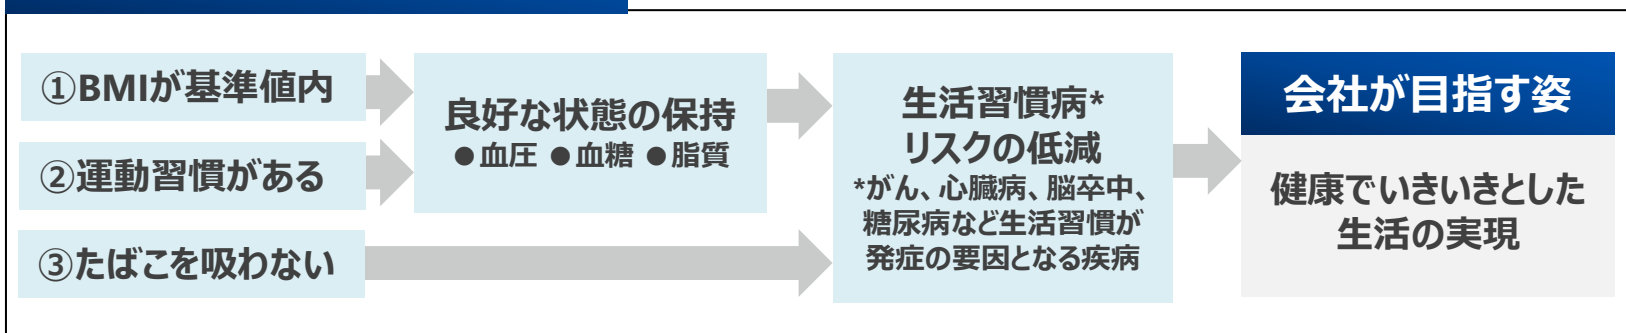 ①BMIが基準値内
②運動習慣がある
③たばこを吸わない
良好な状態の保持
●血圧 ●血糖 ●脂質
生活習慣病*
リスクの低減
*がん、心臓病、脳卒中、
糖尿病など生活習慣が
発症の要因となる疾病
会社が目指す姿
健康でいきいきとした
生活の実現